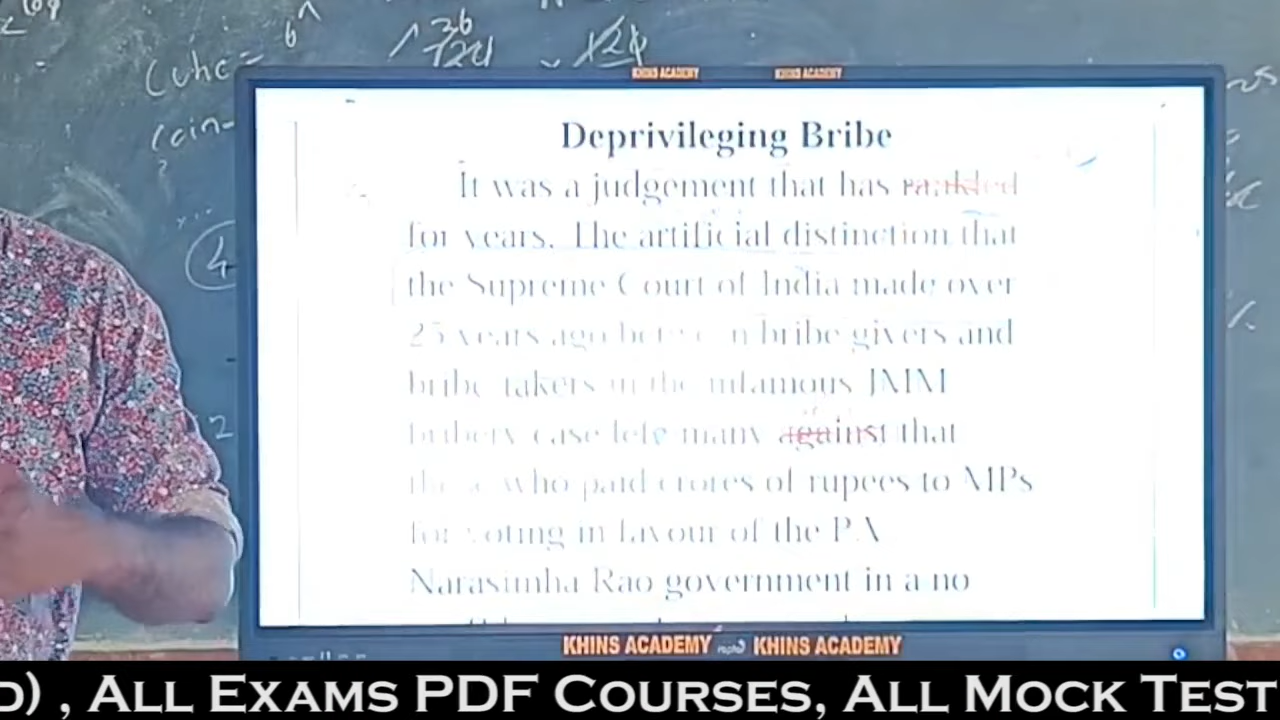 KHINS ACADEMY KHINS ACADEMY
Deprivileging Bribe
It was a judgement that has rankled
for years. The artificial distinction that
the Supreme Court of India made over
25 years ago between bribe givers and
bribe takers in the infamous JMM
bribery case left many against that
those who paid crores of rupees to MPs
for voting in favour of the P.V.
Narasimha Rao government in a no
KHINS ACADEMY KHINS ACADEMY
D) , ALL EXAMS PDF COURSES, ALL MOCK TEST